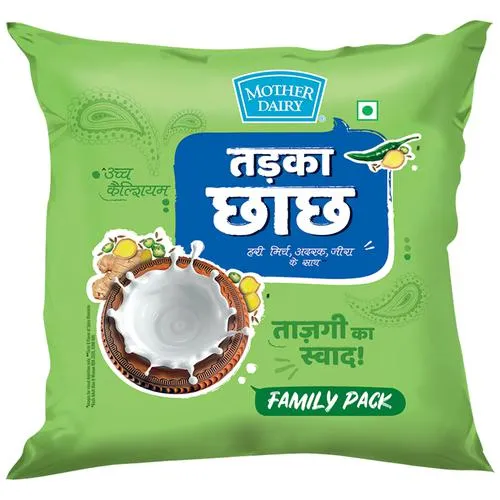 MOTHER
DAIRY
तड़का
छाछ
हरी मिर्च, अदरक, जीरा
के साथ
उच्च
कैल्शियम
ताज़गी का
स्वाद!
FAMILY PACK